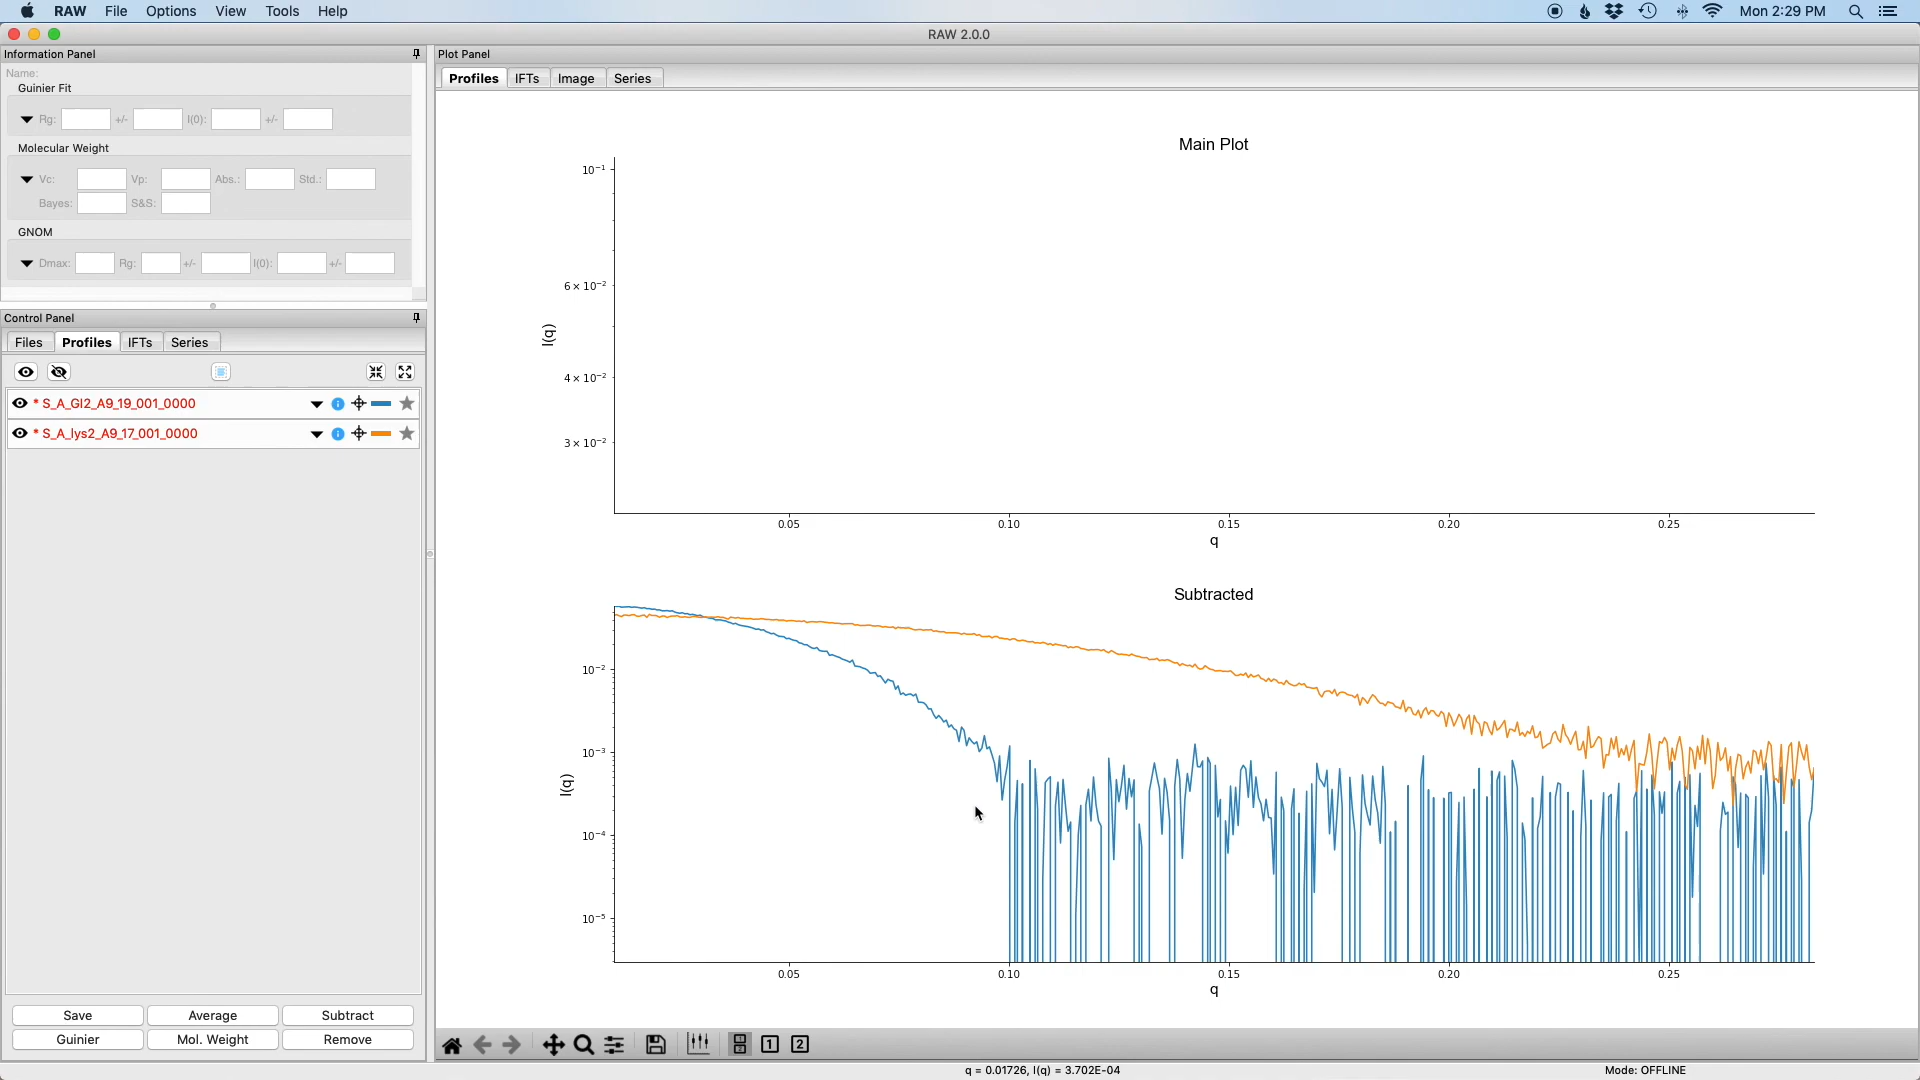 RAW File Options View Tools Help Mon 2:29 PM
RAW 2.0.0
Information Panel
Name:
Guinier Fit
Rg: +/- I(0): +/-
Molecular Weight
Vc: Vp: Abs.: Std.:
Bayes: S&S:
GNOM
Dmax: Rg: +/- I(0): +/-
Control Panel
Files Profiles IFTs Series
* S_A_GI2_A9_19_001_0000
* S_A_lys2_A9_17_001_0000
Save Average Subtract
Guinier Mol. Weight Remove
Plot Panel
Profiles IFTs Image Series
Main Plot
10⁻¹
6 × 10⁻²
4 × 10⁻²
3 × 10⁻²
I(q)
0.05 0.10 0.15 0.20 0.25
q
Subtracted
10⁻²
10⁻³
10⁻⁴
10⁻⁵
I(q)
0.05 0.10 0.15 0.20 0.25
q
1 2
q = 0.01726, I(q) = 3.702E-04 Mode: OFFLINE